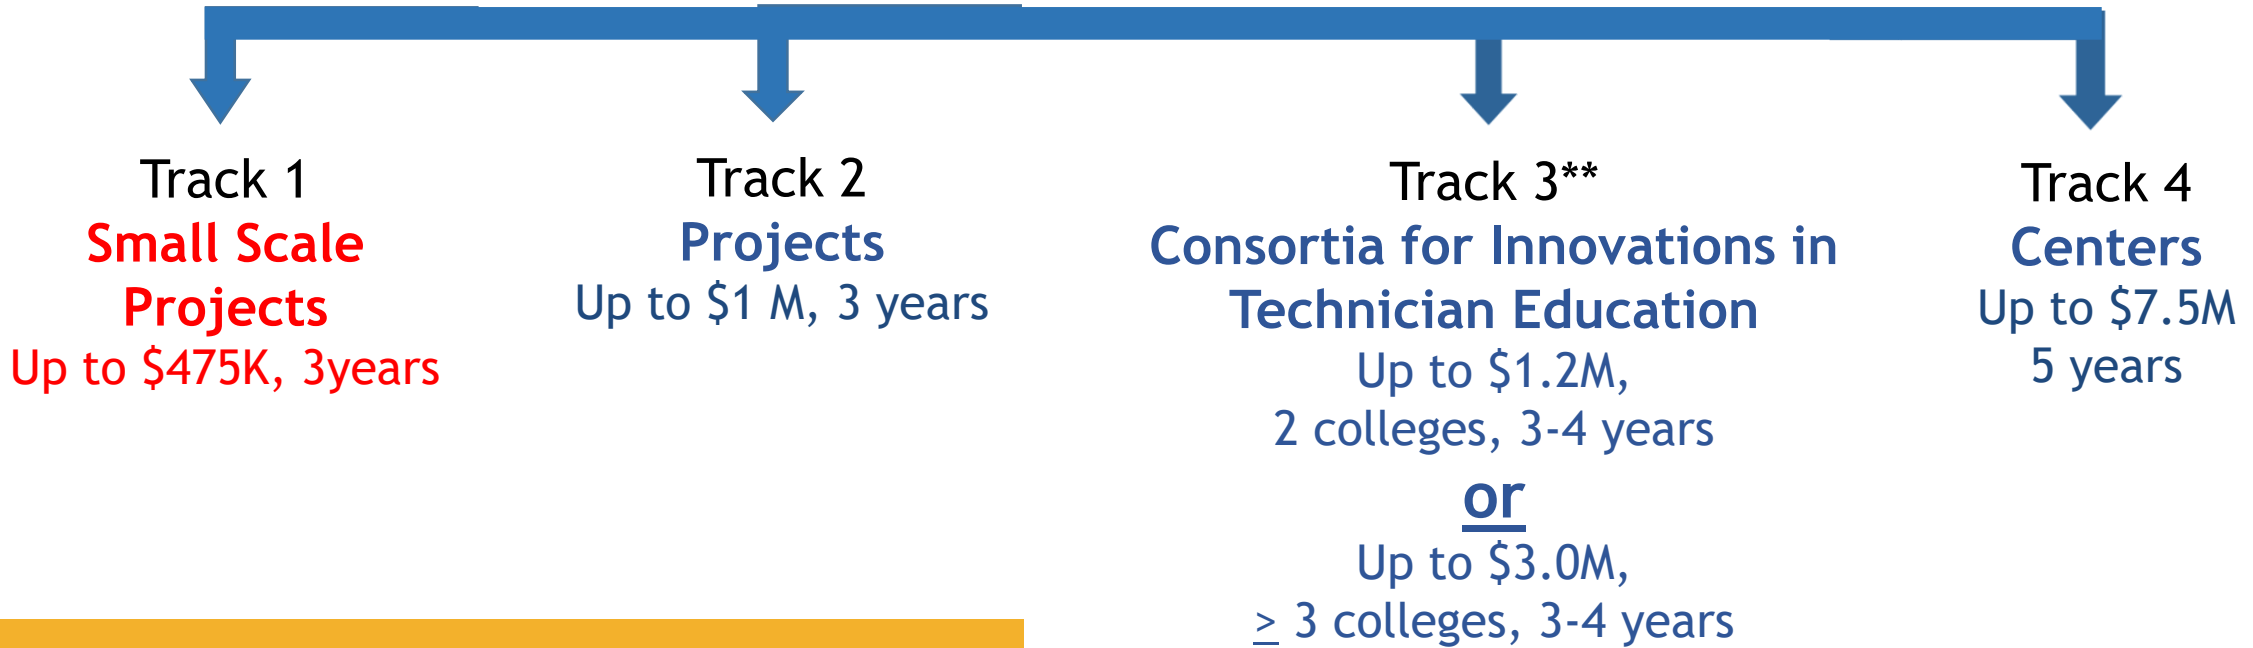 Track 1
Small Scale
Projects
Up to $475K, 3years
Track 2
Projects
Up to $1 M, 3 years
Track 3**
Consortia for Innovations in
Technician Education
Up to $1.2M,
2 colleges, 3-4 years
or
Up to $3.0M,
≥ 3 colleges, 3-4 years
Track 4
Centers
Up to $7.5M
5 years